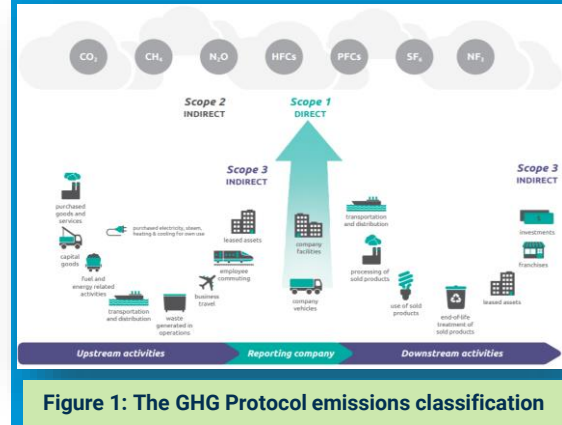 CO₂ CH₄ N₂O HFCs PFCs SF₆ NF₃
Scope 2
INDIRECT
Scope 1
DIRECT
Scope 3
INDIRECT
Scope 3
INDIRECT
purchased
goods and
services
capital
goods
fuel and
energy related
activities
purchased electricity, steam,
heating & cooling for own use
transportation
and distribution
waste
generated in
operations
business
travel
employee
commuting
leased assets
company
facilities
company
vehicles
transportation
and distribution
processing of
sold products
use of sold
products
end-of-life
treatment of
sold products
leased assets
franchises
investments
Upstream activities
Reporting company
Downstream activities
Figure 1: The GHG Protocol emissions classification